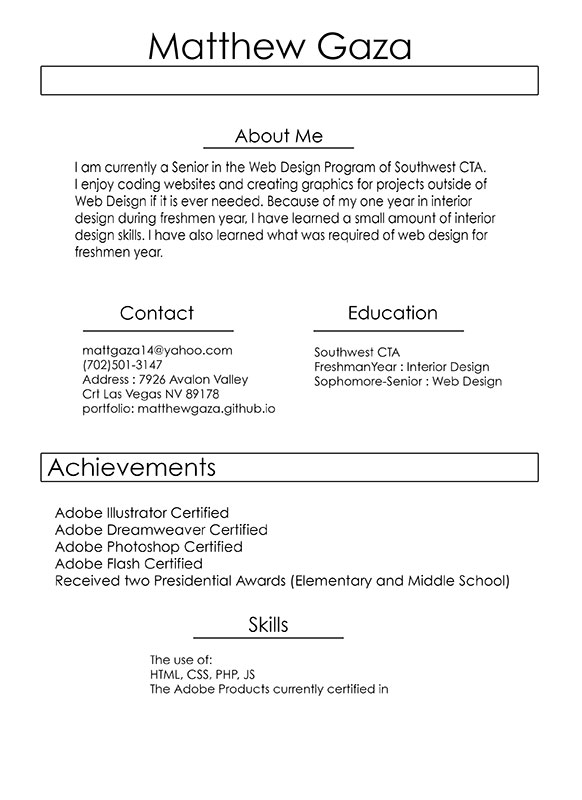 Matthew Gaza
About Me
I am currently a Senior in the Web Design Program of Southwest CTA.
I enjoy coding websites and creating graphics for projects outside of
Web Deisgn if it is ever needed. Because of my one year in interior
design during freshmen year, I have learned a small amount of interior
design skills. I have also learned what was required of web design for
freshmen year.
Contact
mattgaza14@yahoo.com
(702)501-3147
Address : 7926 Avalon Valley
Crt Las Vegas NV 89178
portfolio: matthewgaza.github.io
Education
Southwest CTA
FreshmanYear : Interior Design
Sophomore-Senior : Web Design
Achievements
Adobe Illustrator Certified
Adobe Dreamweaver Certified
Adobe Photoshop Certified
Adobe Flash Certified
Received two Presidential Awards (Elementary and Middle School)
Skills
The use of:
HTML, CSS, PHP, JS
The Adobe Products currently certified in